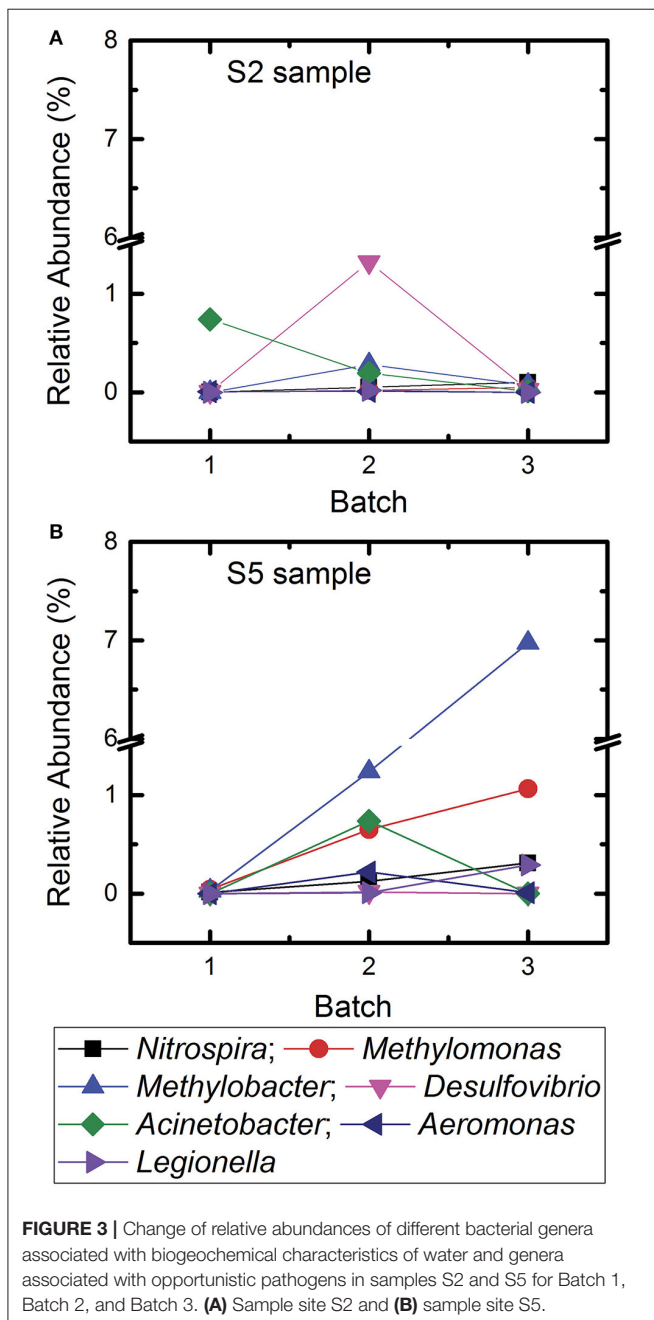 A
S2 sample
8
7
6
1
0
Relative Abundance (%)
1 2 3
Batch
B
S5 sample
8
7
6
1
0
Relative Abundance (%)
1 2 3
Batch
Nitrospira; Methylomonas
Methylobacter; Desulfovibrio
Acinetobacter; Aeromonas
Legionella
FIGURE 3 | Change of relative abundances of different bacterial genera
associated with biogeochemical characteristics of water and genera
associated with opportunistic pathogens in samples S2 and S5 for Batch 1,
Batch 2, and Batch 3. (A) Sample site S2 and (B) sample site S5.